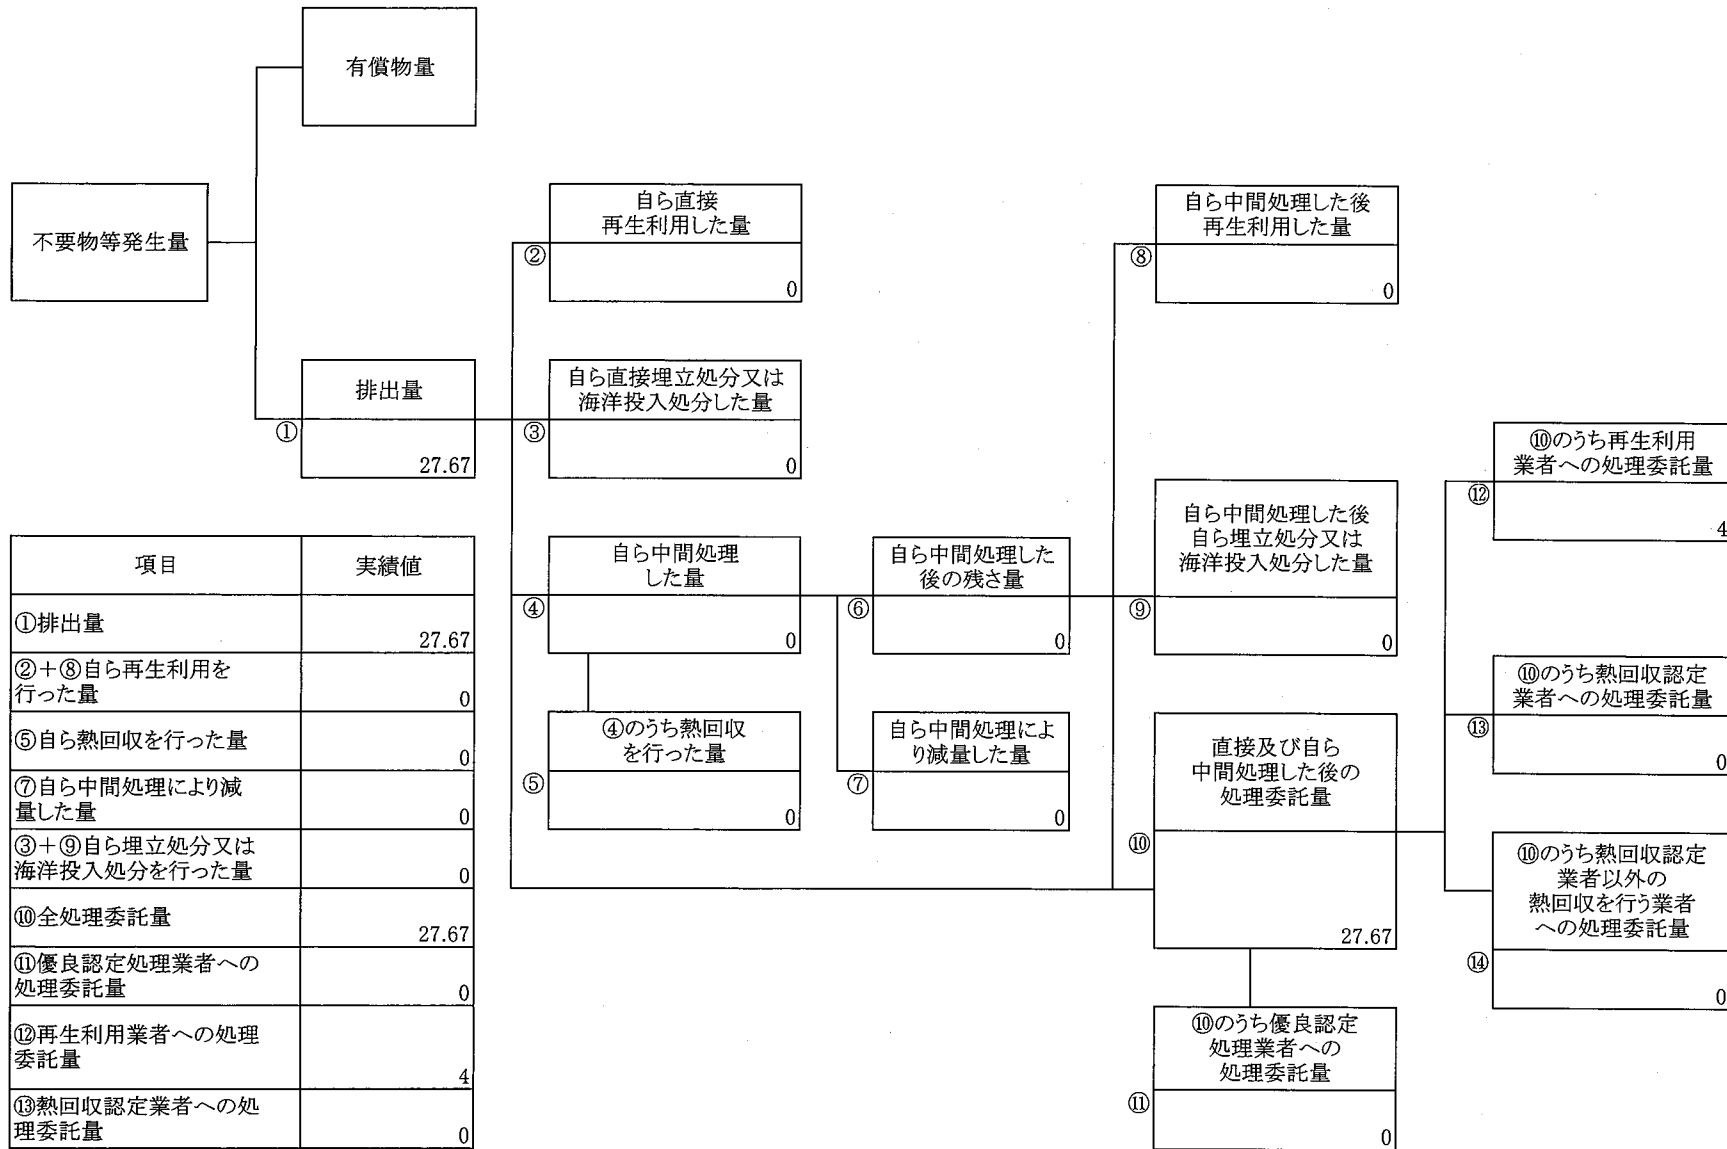 有償物量
不要物等発生量
自ら直接
再生利用した量
②
0
自ら中間処理した後
再生利用した量
⑧
0
排出量
①
27.67
自ら直接埋立処分又は
海洋投入処分した量
③
0
⑩のうち再生利用
業者への処理委託量
⑫
4
自ら中間処理
した量
④
0
自ら中間処理した
後の残さ量
⑥
0
自ら中間処理した後
自ら埋立処分又は
海洋投入処分した量
⑨
0
⑩のうち熱回収認定
業者への処理委託量
⑬
0
④のうち熱回収
を行った量
⑤
0
自ら中間処理によ
り減量した量
⑦
0
直接及び自ら
中間処理した後の
処理委託量
⑩
27.67
⑩のうち熱回収認定
業者以外の
熱回収を行う業者
への処理委託量
⑭
0
⑩のうち優良認定
処理業者への
処理委託量
⑪
0
項目 実績値
①排出量
27.67
②+⑧自ら再生利用を
行った量
0
⑤自ら熱回収を行った量
0
⑦自ら中間処理により減
量した量
0
③+⑨自ら埋立処分又は
海洋投入処分を行った量
0
⑩全処理委託量
27.67
⑪優良認定処理業者への
処理委託量
0
⑫再生利用業者への処理
委託量
4
⑬熱回収認定業者への処
理委託量
0